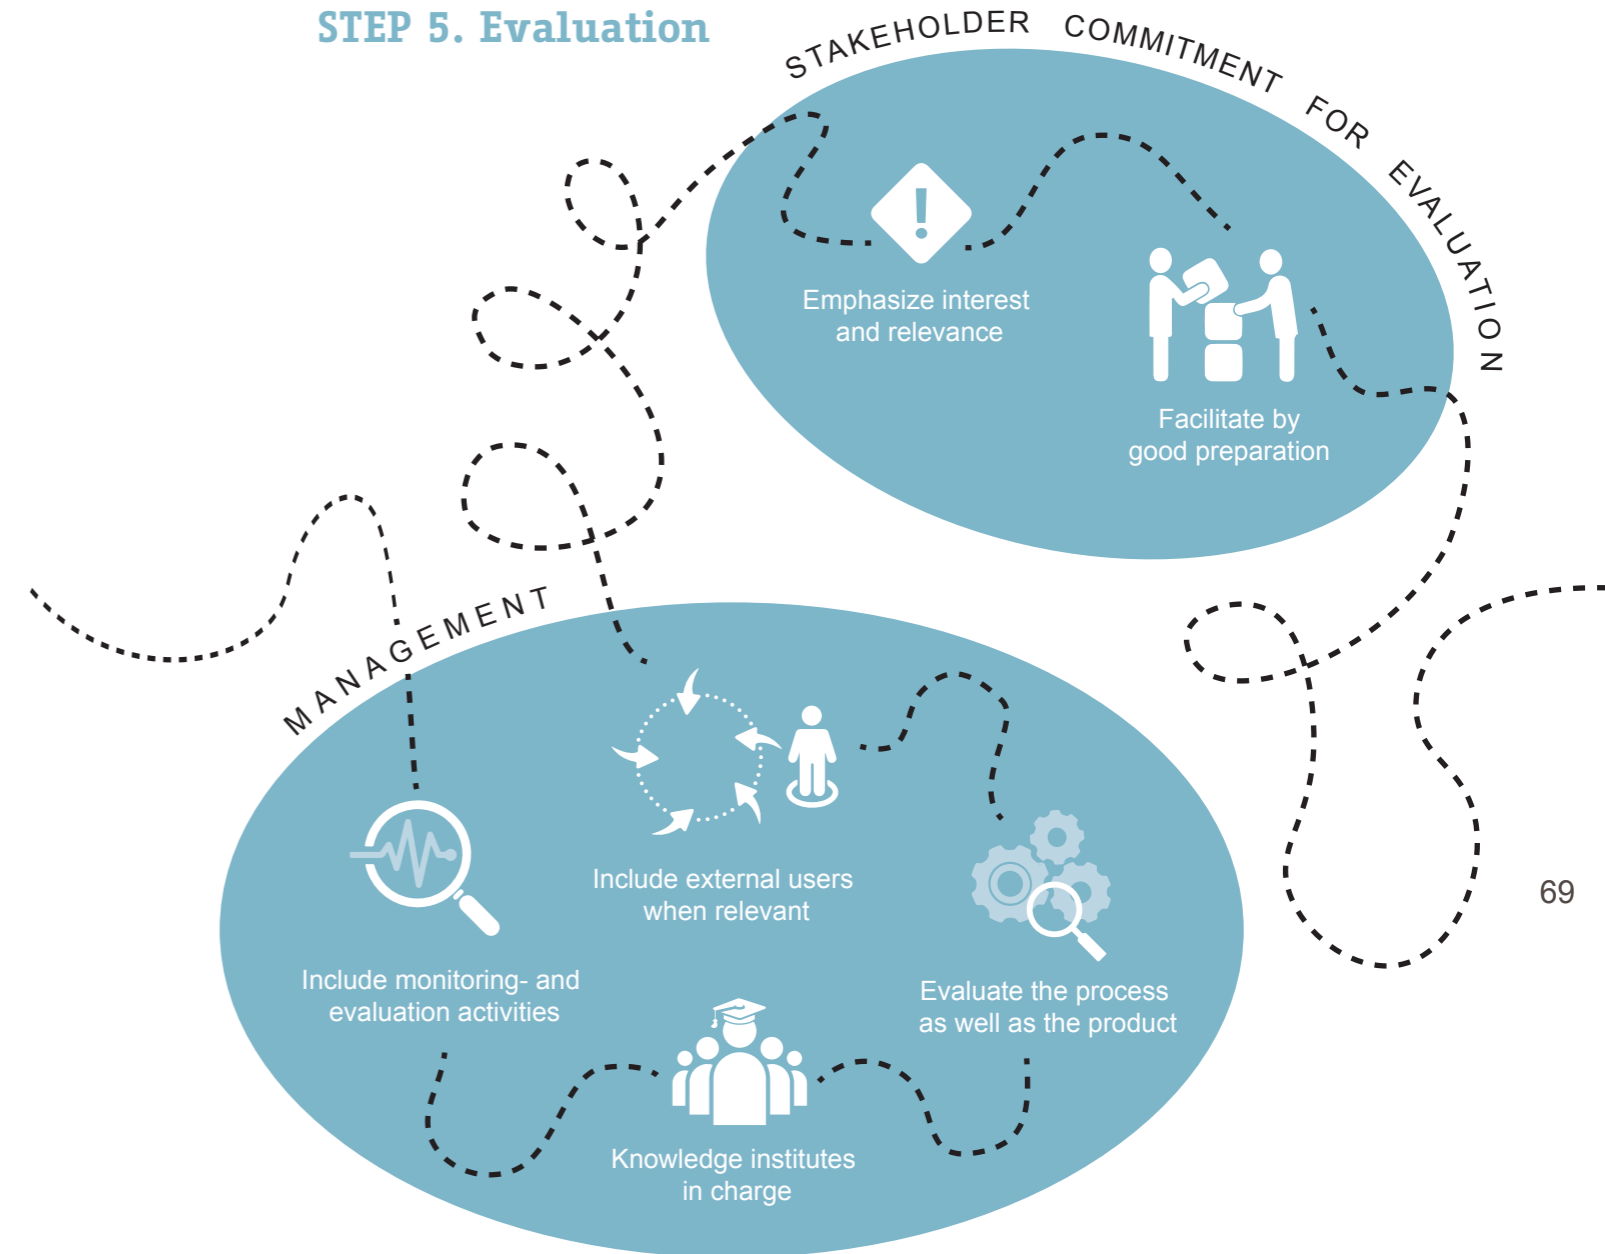 STEP 5. Evaluation
STAKEHOLDER COMMITMENT FOR EVALUATION
Emphasize interest
and relevance
Facilitate by
good preparation
MANAGEMENT
Include external users
when relevant
69
Include monitoring- and
evaluation activities
Evaluate the process
as well as the product
Knowledge institutes
in charge